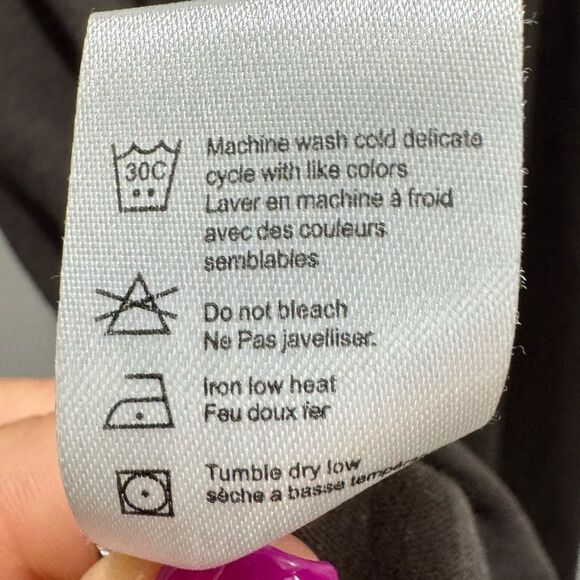 30C
Machine wash cold delicate
cycle with like colors
Laver en machine à froid
avec des couleurs
semblables
Do not bleach
Ne Pas javelliser.
Iron low heat
Feu doux fer
Tumble dry low
sèche a basse